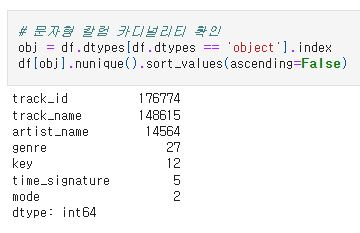 # 문자형 칼럼 카디널리티 확인
obj = df.dtypes[df.dtypes == 'object'].index
df[obj].nunique().sort_values(ascending=False)
track_id 176774
track_name 148615
artist_name 14564
genre 27
key 12
time_signature 5
mode 2
dtype: int64